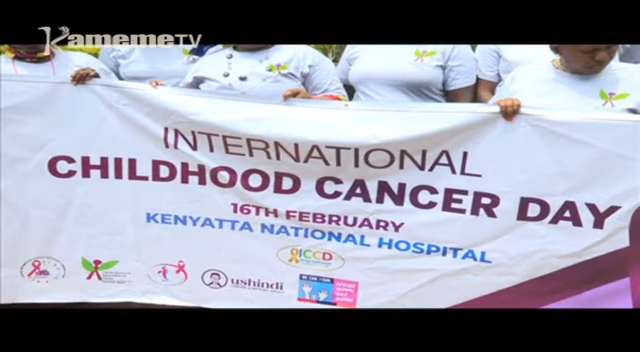 KamemeTV
INTERNATIONAL
CHILDHOOD CANCER DAY
16TH FEBRUARY
KENYATTA NATIONAL HOSPITAL
ICCD
ushindi